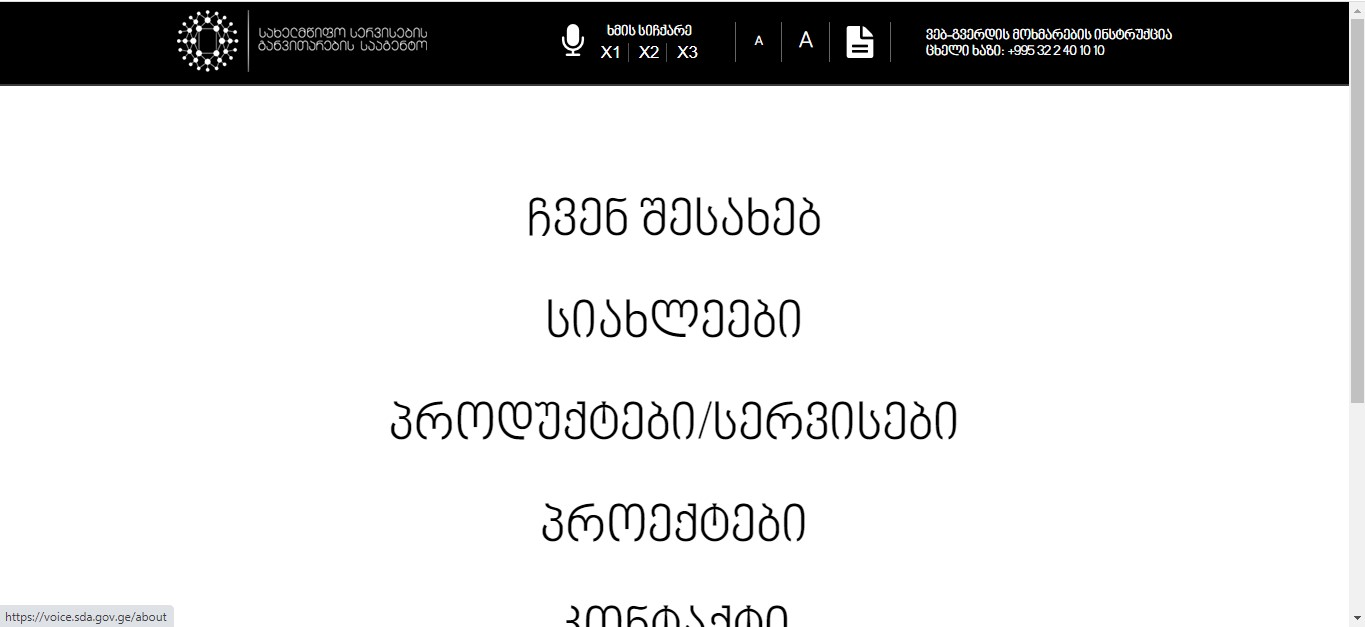 სახელმწიფო სერვისების
განვითარების სააგენტო
ხმის სიჩქარე
X1 X2 X3
A A
ვებ-გვერდის მოხმარების ინსტრუქცია
ცხელი ხაზი: +995 32 2 40 10 10
ჩვენ შესახებ
სიახლეები
პროდუქტები/სერვისები
პროექტები
კონტაქტი
https://voice.sda.gov.ge/about